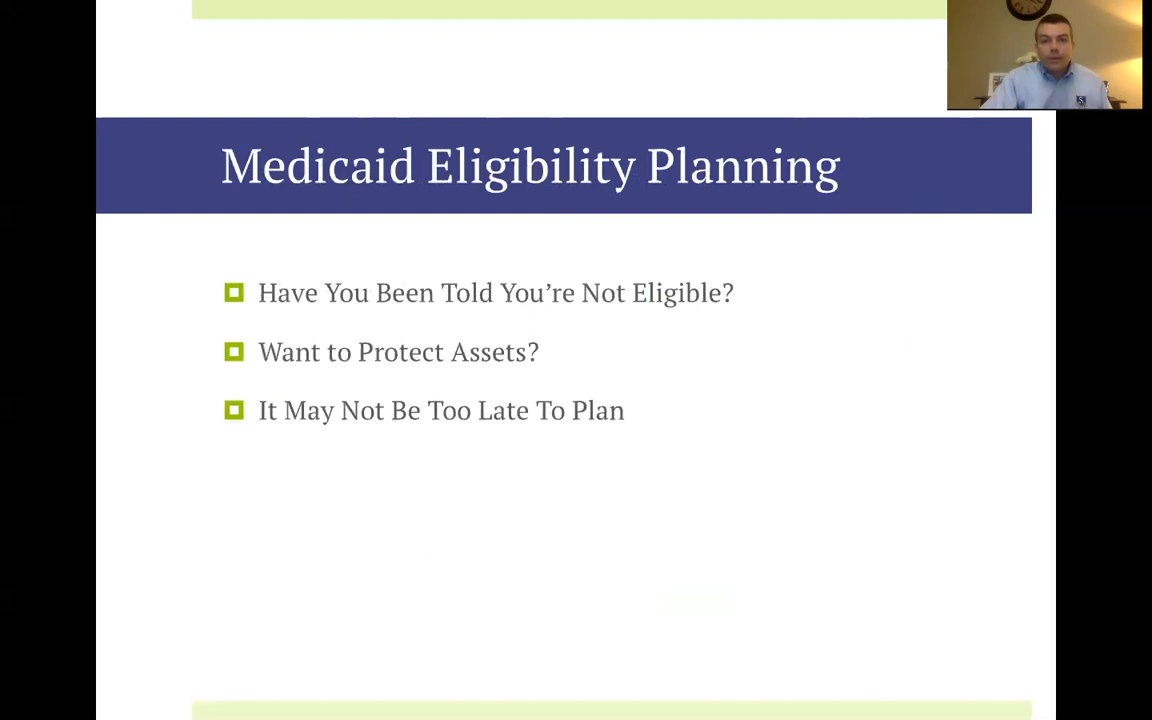 Medicaid Eligibility Planning
Have You Been Told You’re Not Eligible?
Want to Protect Assets?
It May Not Be Too Late To Plan